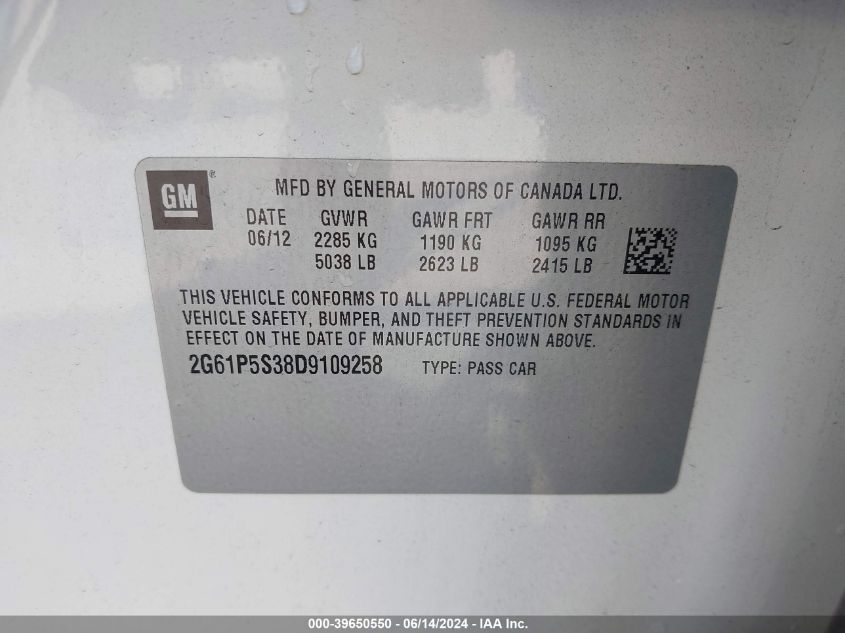 GM®
MFD BY GENERAL MOTORS OF CANADA LTD.
DATE GVWR GAWR FRT GAWR RR
06/12 2285 KG 1190 KG 1095 KG
5038 LB 2623 LB 2415 LB
THIS VEHICLE CONFORMS TO ALL APPLICABLE U.S. FEDERAL MOTOR
VEHICLE SAFETY, BUMPER, AND THEFT PREVENTION STANDARDS IN
EFFECT ON THE DATE OF MANUFACTURE SHOWN ABOVE.
2G61P5S38D9109258 TYPE: PASS CAR
000-39650550 - 06/14/2024 - IAA Inc.